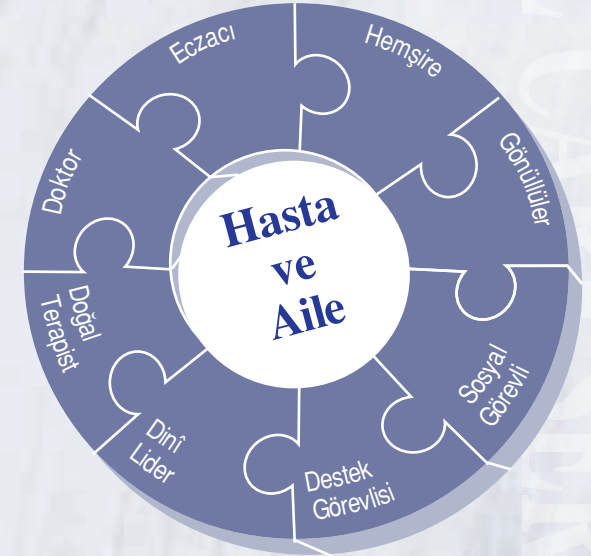 Eczacı
Hemşire
Gönüllüler
Sosyal
Görevli
Destek
Görevlisi
Dinî
Lider
Doğal
Terapist
Doktor
Hasta
ve
Aile